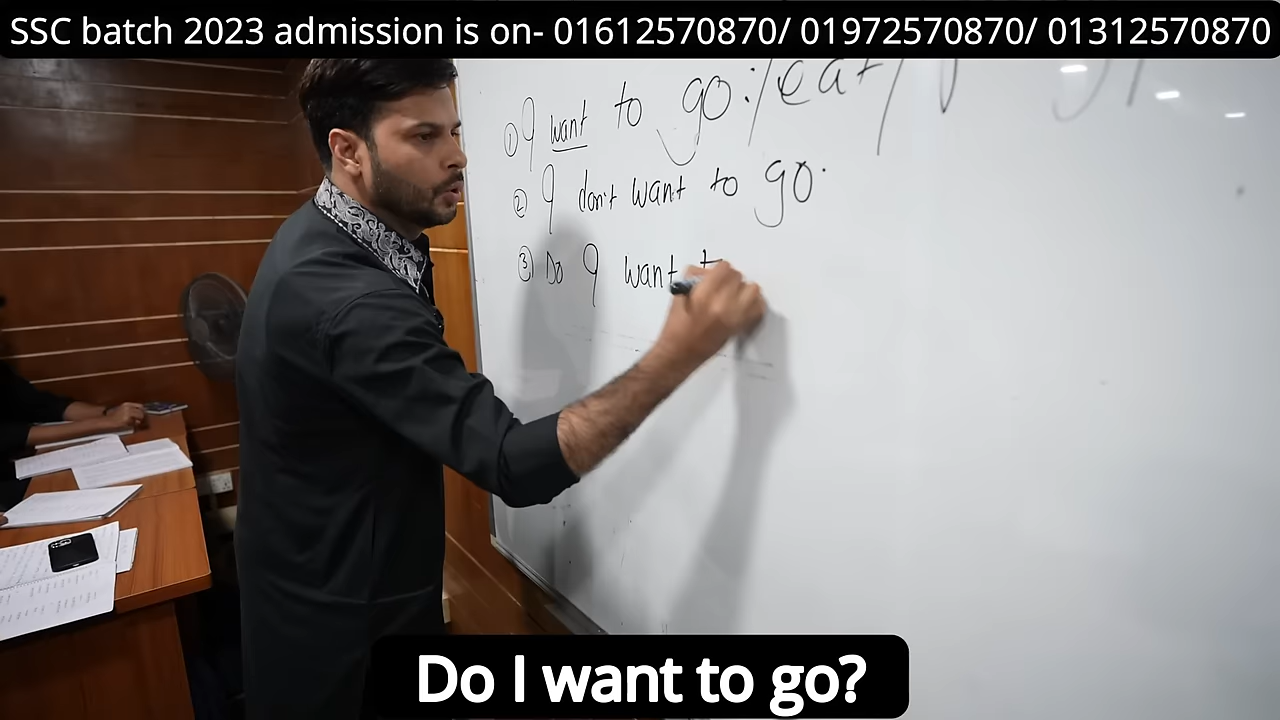 SSC batch 2023 admission is on- 01612570870/ 01972570870/ 01312570870
① I want to go:/eat/
② I don't want to go.
③ Do I want t
Do I want to go?